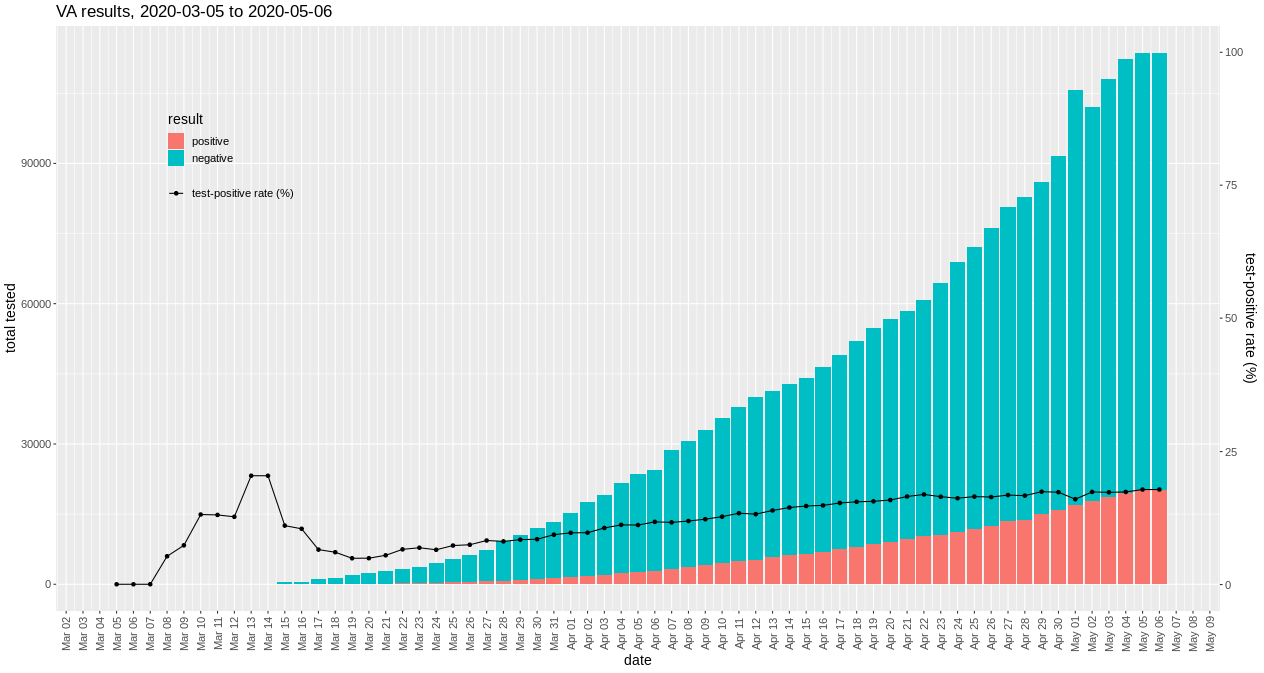 VA results, 2020-03-05 to 2020-05-06
total tested
90000
60000
30000
0
result
positive
negative
test-positive rate (%)
100
75
50
25
0
test-positive rate (%)
Mar 02
Mar 03
Mar 04
Mar 05
Mar 06
Mar 07
Mar 08
Mar 09
Mar 10
Mar 11
Mar 12
Mar 13
Mar 14
Mar 15
Mar 16
Mar 17
Mar 18
Mar 19
Mar 20
Mar 21
Mar 22
Mar 23
Mar 24
Mar 25
Mar 26
Mar 27
Mar 28
Mar 29
Mar 30
Mar 31
Apr 01
Apr 02
Apr 03
Apr 04
Apr 05
Apr 06
Apr 07
Apr 08
Apr 09
Apr 10
Apr 11
Apr 12
Apr 13
Apr 14
Apr 15
Apr 16
Apr 17
Apr 18
Apr 19
Apr 20
Apr 21
Apr 22
Apr 23
Apr 24
Apr 25
Apr 26
Apr 27
Apr 28
Apr 29
Apr 30
May 01
May 02
May 03
May 04
May 05
May 06
May 07
May 08
May 09
date